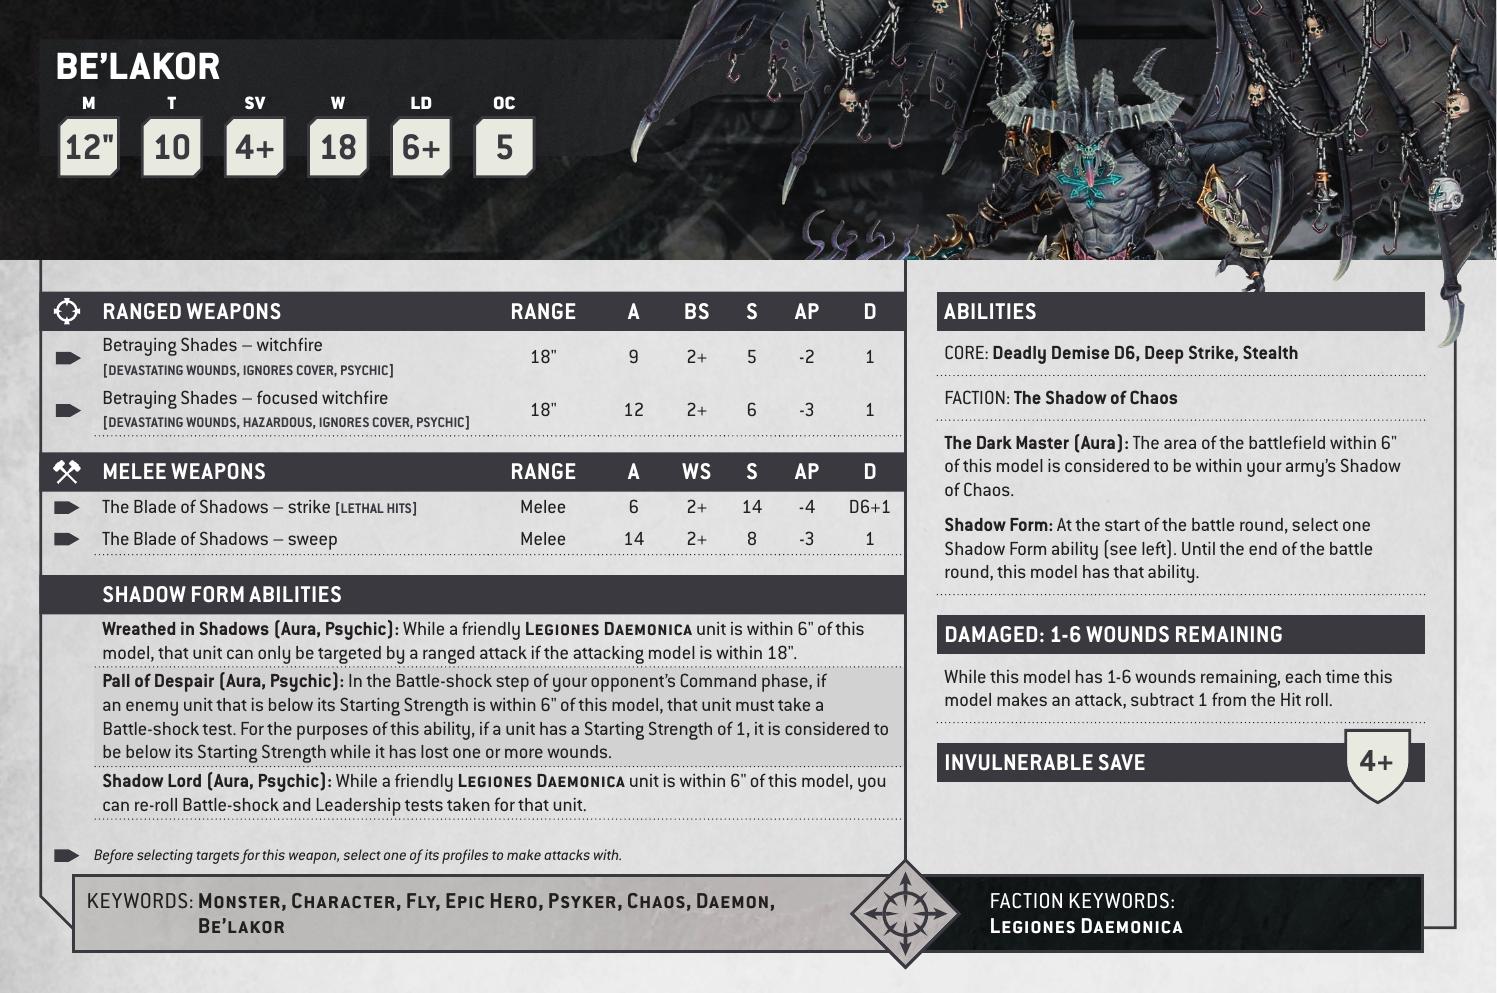 BE'LAKOR
M T SV W LD OC
12" 10 4+ 18 6+ 5
RANGED WEAPONS RANGE A BS S AP D
Betraying Shades – witchfire
[DEVASTATING WOUNDS, IGNORES COVER, PSYCHIC] 18" 9 2+ 5 -2 1
Betraying Shades – focused witchfire
[DEVASTATING WOUNDS, HAZARDOUS, IGNORES COVER, PSYCHIC] 18" 12 2+ 6 -3 1
MELEE WEAPONS RANGE A WS S AP D
The Blade of Shadows – strike [LETHAL HITS] Melee 6 2+ 14 -4 D6+1
The Blade of Shadows – sweep Melee 14 2+ 8 -3 1
SHADOW FORM ABILITIES
Wreathed in Shadows (Aura, Psychic): While a friendly LEGIONES DAEMONICA unit is within 6" of this
model, that unit can only be targeted by a ranged attack if the attacking model is within 18".
Pall of Despair (Aura, Psychic): In the Battle-shock step of your opponent's Command phase, if
an enemy unit that is below its Starting Strength is within 6" of this model, that unit must take a
Battle-shock test. For the purposes of this ability, if a unit has a Starting Strength of 1, it is considered to
be below its Starting Strength while it has lost one or more wounds.
Shadow Lord (Aura, Psychic): While a friendly LEGIONES DAEMONICA unit is within 6" of this model, you
can re-roll Battle-shock and Leadership tests taken for that unit.
Before selecting targets for this weapon, select one of its profiles to make attacks with.
ABILITIES
CORE: Deadly Demise D6, Deep Strike, Stealth
FACTION: The Shadow of Chaos
The Dark Master (Aura): The area of the battlefield within 6"
of this model is considered to be within your army's Shadow
of Chaos.
Shadow Form: At the start of the battle round, select one
Shadow Form ability (see left). Until the end of the battle
round, this model has that ability.
DAMAGED: 1-6 WOUNDS REMAINING
While this model has 1-6 wounds remaining, each time this
model makes an attack, subtract 1 from the Hit roll.
INVULNERABLE SAVE 4+
KEYWORDS: MONSTER, CHARACTER, FLY, EPIC HERO, PSYKER, CHAOS, DAEMON,
BE'LAKOR
FACTION KEYWORDS:
LEGIONES DAEMONICA